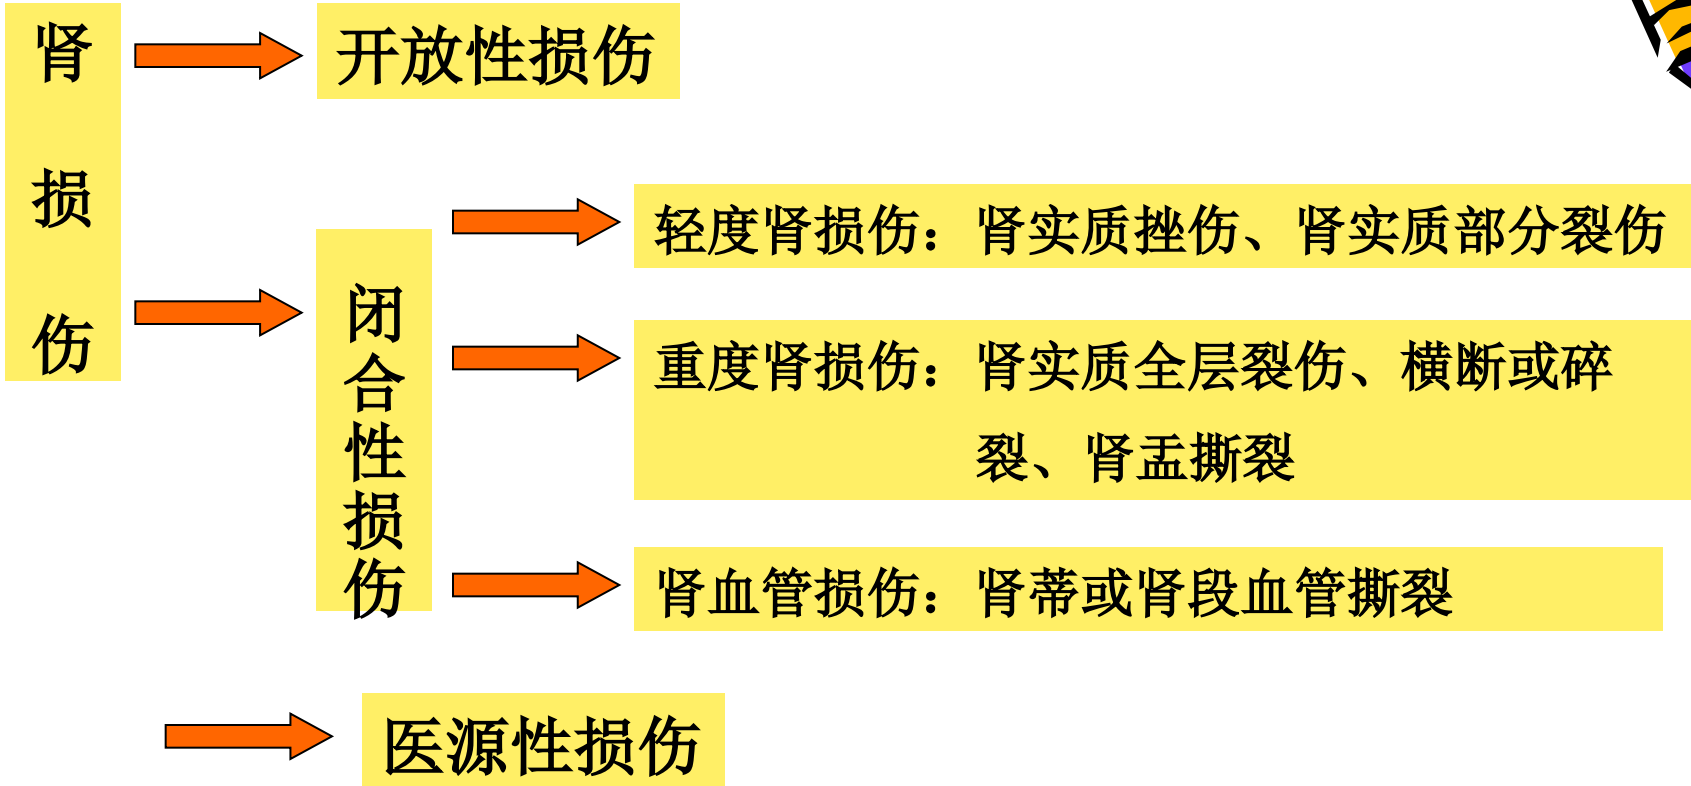 肾损伤
开放性损伤
闭合性损伤
轻度肾损伤：肾实质挫伤、肾实质部分裂伤
重度肾损伤：肾实质全层裂伤、横断或碎
裂、肾盂撕裂
肾血管损伤：肾蒂或肾段血管撕裂
医源性损伤